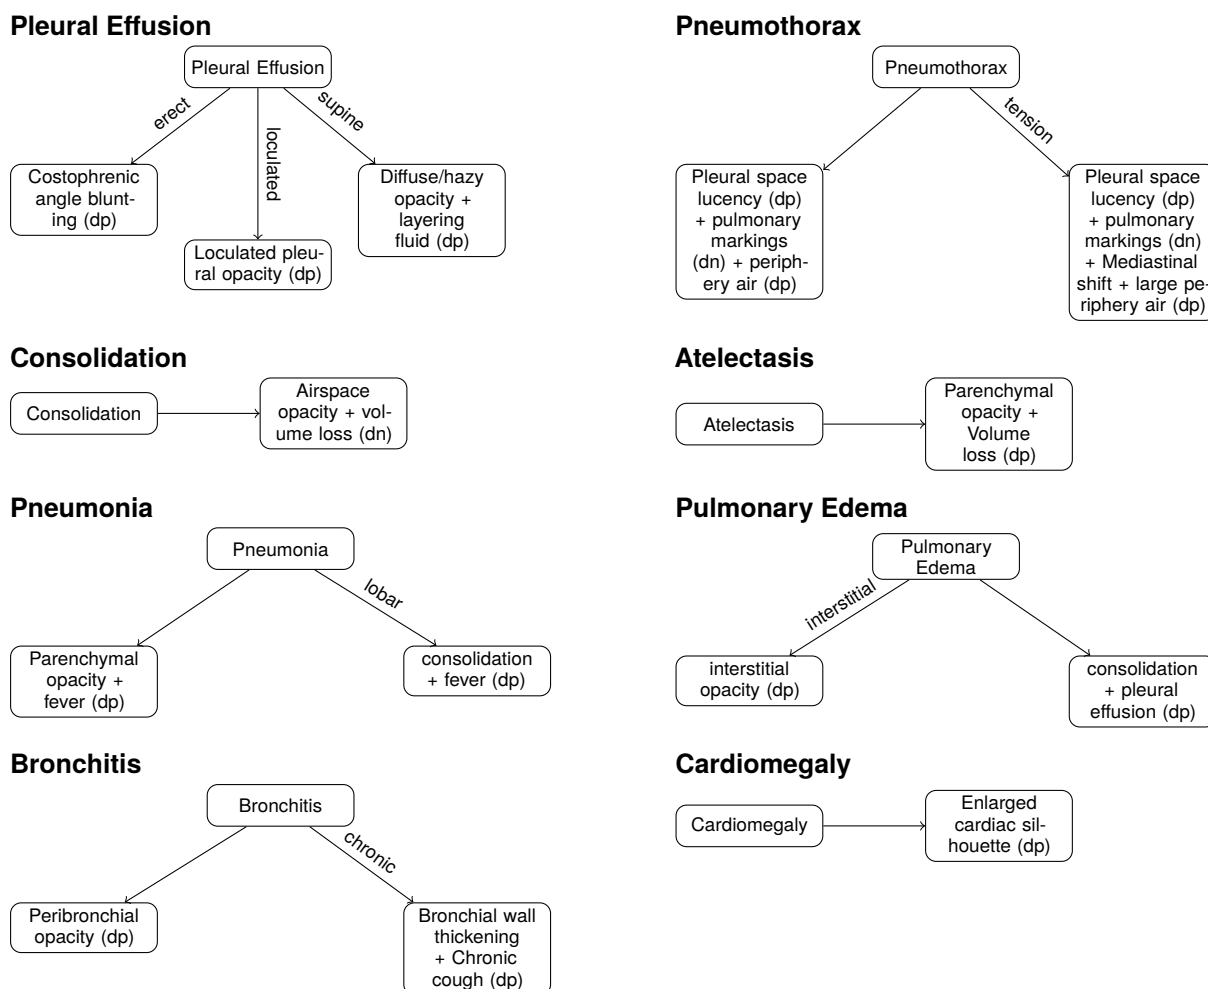 Pleural Effusion
Pleural Effusion
erect
loculated
supine
Costophrenic
angle blunt-
ing (dp)
Loculated pleu-
ral opacity (dp)
Diffuse/hazy
opacity +
layering
fluid (dp)
Pneumothorax
Pneumothorax
tension
Pleural space
lucency (dp)
+ pulmonary
markings
(dn) + periph-
ery air (dp)
Pleural space
lucency (dp)
+ pulmonary
markings (dn)
+ Mediastinal
shift + large pe-
riphery air (dp)
Consolidation
Consolidation
Airspace
opacity + vol-
ume loss (dn)
Atelectasis
Atelectasis
Parenchymal
opacity +
Volume
loss (dp)
Pneumonia
Pneumonia
lobar
Parenchymal
opacity +
fever (dp)
consolidation
+ fever (dp)
Pulmonary Edema
Pulmonary
Edema
interstitial
interstitial
opacity (dp)
consolidation
+ pleural
effusion (dp)
Bronchitis
Bronchitis
chronic
Peribronchial
opacity (dp)
Bronchial wall
thickening
+ Chronic
cough (dp)
Cardiomegaly
Cardiomegaly
Enlarged
cardiac sil-
houette (dp)